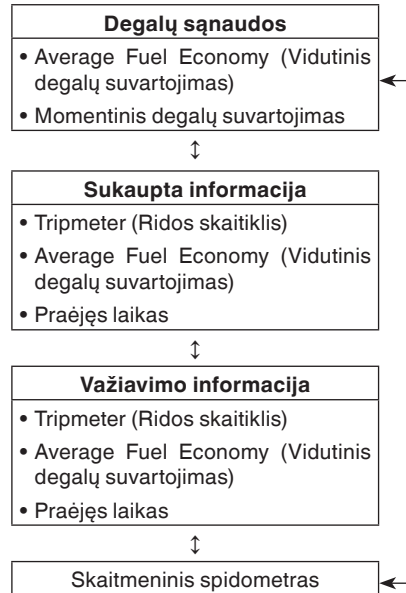 Degalų sąnaudos
• Average Fuel Economy (Vidutinis
degalų suvartojimas)
• Momentinis degalų suvartojimas
↕
Sukaupta informacija
• Tripmeter (Ridos skaitiklis)
• Average Fuel Economy (Vidutinis
degalų suvartojimas)
• Praėjęs laikas
↕
Važiavimo informacija
• Tripmeter (Ridos skaitiklis)
• Average Fuel Economy (Vidutinis
degalų suvartojimas)
• Praėjęs laikas
↕
Skaitmeninis spidometras